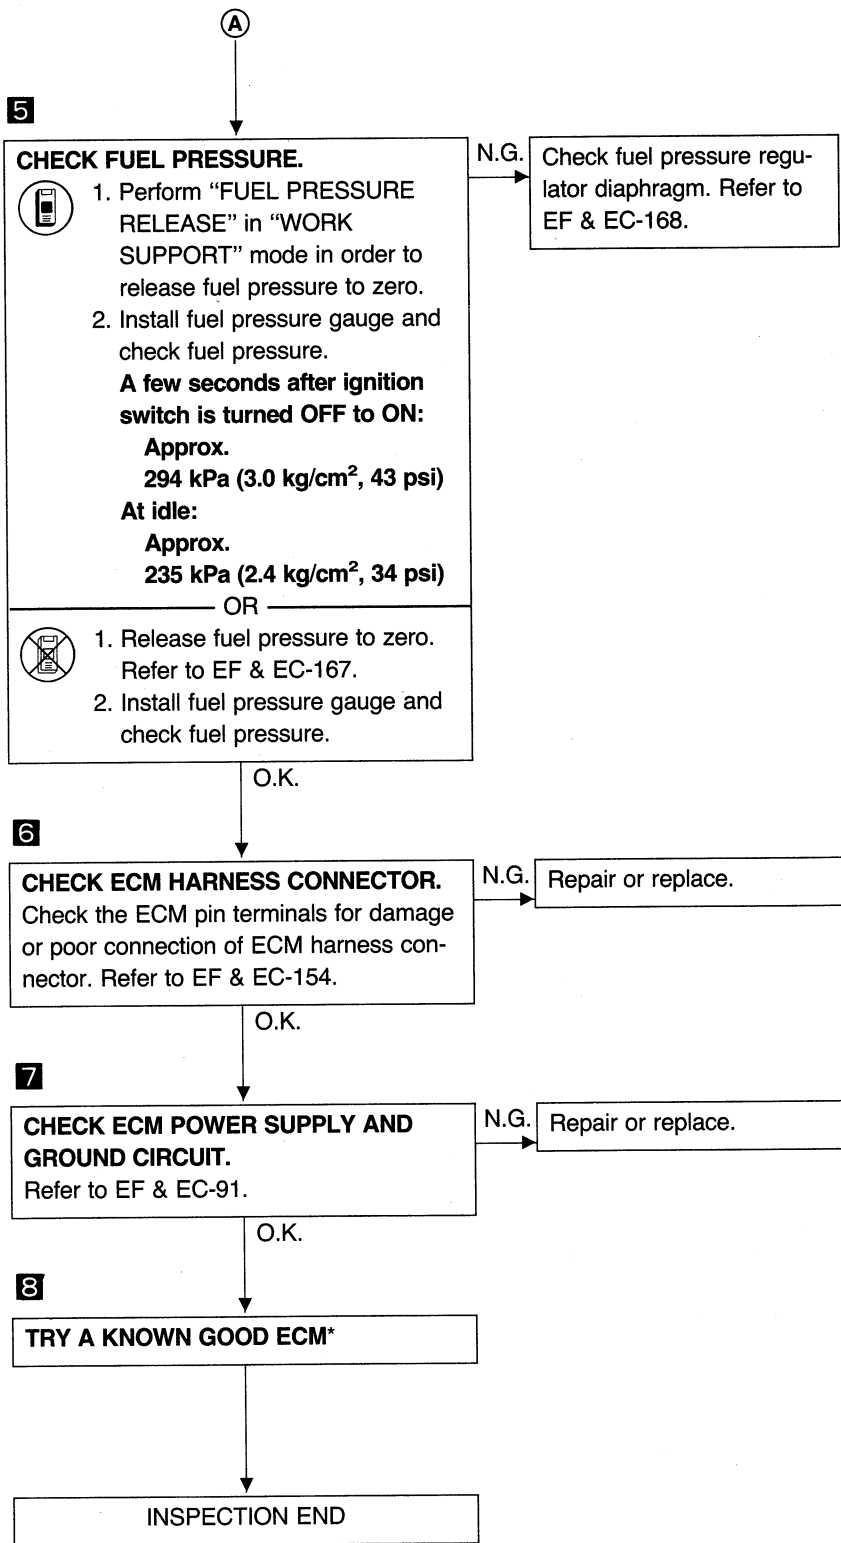 A
5
CHECK FUEL PRESSURE.
1. Perform “FUEL PRESSURE
RELEASE” in “WORK
SUPPORT” mode in order to
release fuel pressure to zero.
2. Install fuel pressure gauge and
check fuel pressure.
A few seconds after ignition
switch is turned OFF to ON:
Approx.
294 kPa (3.0 kg/cm², 43 psi)
At idle:
Approx.
235 kPa (2.4 kg/cm², 34 psi)
OR
1. Release fuel pressure to zero.
Refer to EF & EC-167.
2. Install fuel pressure gauge and
check fuel pressure.
N.G.
Check fuel pressure regu-
lator diaphragm. Refer to
EF & EC-168.
O.K.
6
CHECK ECM HARNESS CONNECTOR.
Check the ECM pin terminals for damage
or poor connection of ECM harness con-
nector. Refer to EF & EC-154.
N.G.
Repair or replace.
O.K.
7
CHECK ECM POWER SUPPLY AND
GROUND CIRCUIT.
Refer to EF & EC-91.
N.G.
Repair or replace.
O.K.
8
TRY A KNOWN GOOD ECM*
INSPECTION END